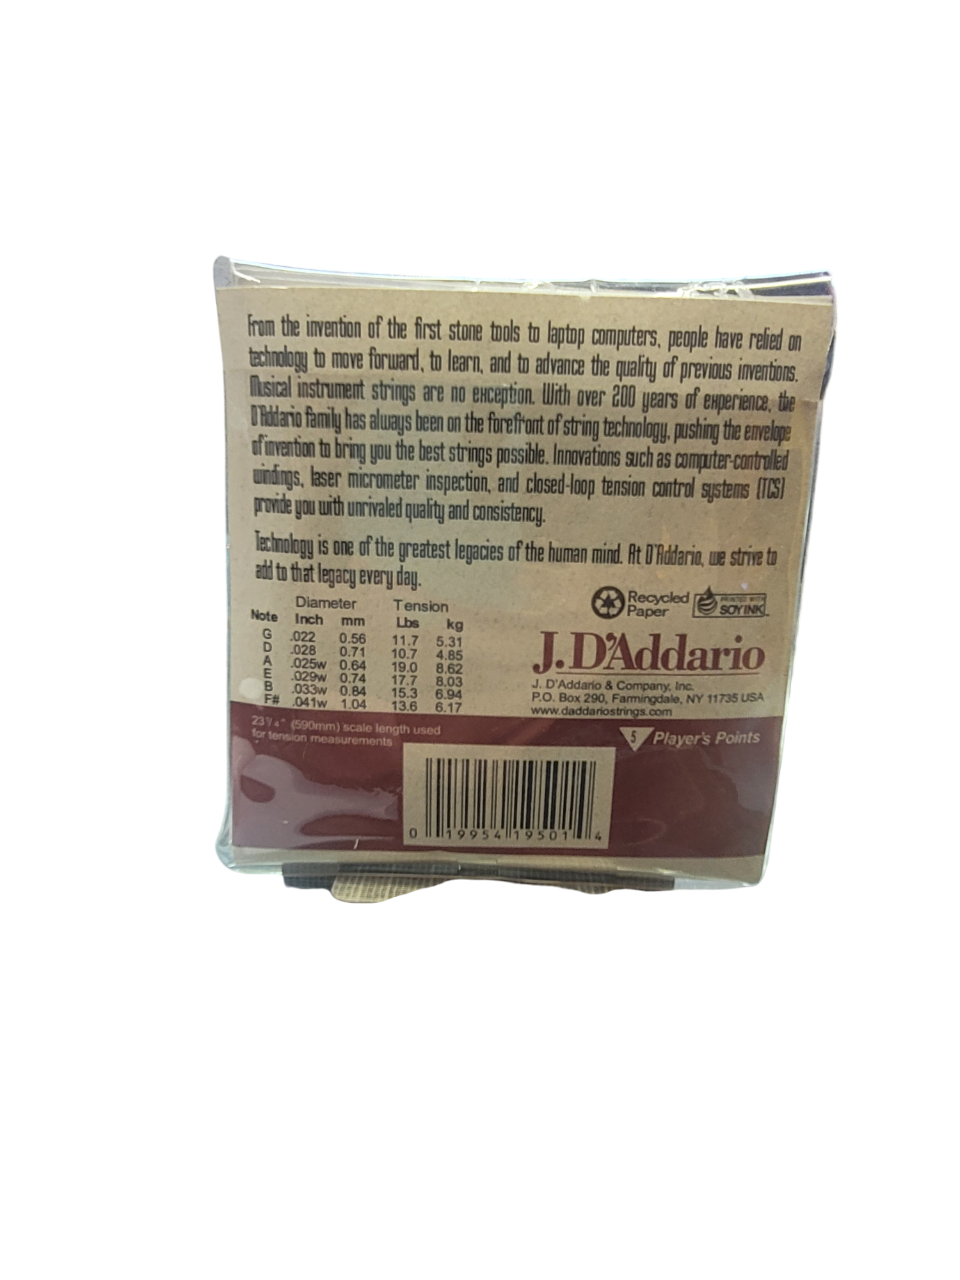 From the invention of the first stone tools to laptop computers, people have relied on
technology to move forward, to learn, and to advance the quality of previous inventions.
Musical instrument strings are no exception. With over 200 years of experience, the
D'Addario family has always been on the forefront of string technology, pushing the envelope
of invention to bring you the best strings possible. Innovations such as computer-controlled
windings, laser micrometer inspection, and closed-loop tension control systems (TCS)
provide you with unrivaled quality and consistency.
Technology is one of the greatest legacies of the human mind. At D'Addario, we strive to
add to that legacy every day.
Diameter Tension
Note Inch mm Lbs kg
G .022 0.56 11.7 5.31
D .028 0.71 10.7 4.85
A .025w 0.64 19.0 8.62
E .029w 0.74 17.7 8.03
B .033w 0.84 15.3 6.94
F# .041w 1.04 13.6 6.17
23 1/4" (590mm) scale length used
for tension measurements
Recycled
Paper
PRINTED WITH
SOY INK
J.D'Addario
J. D'Addario & Company, Inc.
P.O. Box 290, Farmingdale, NY 11735 USA
www.daddariostrings.com
5 Player's Points
0 19954 19501 4